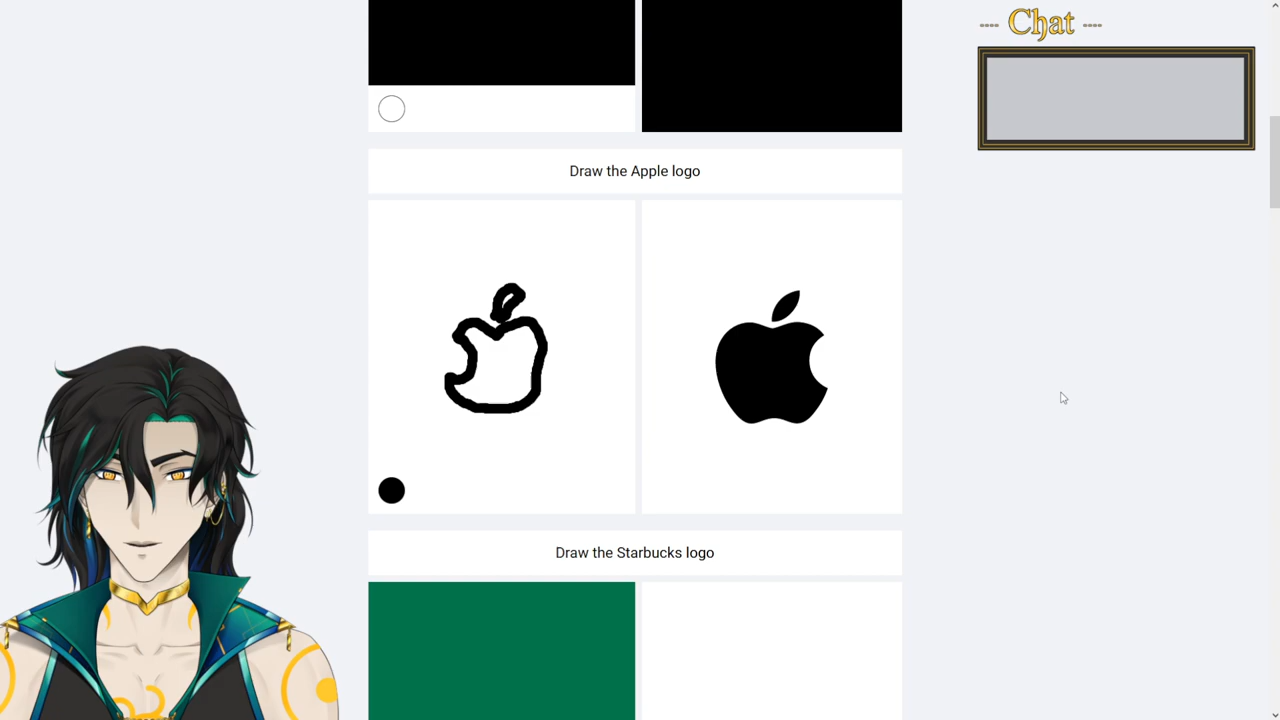 ---- Chat ----
Draw the Apple logo
Draw the Starbucks logo